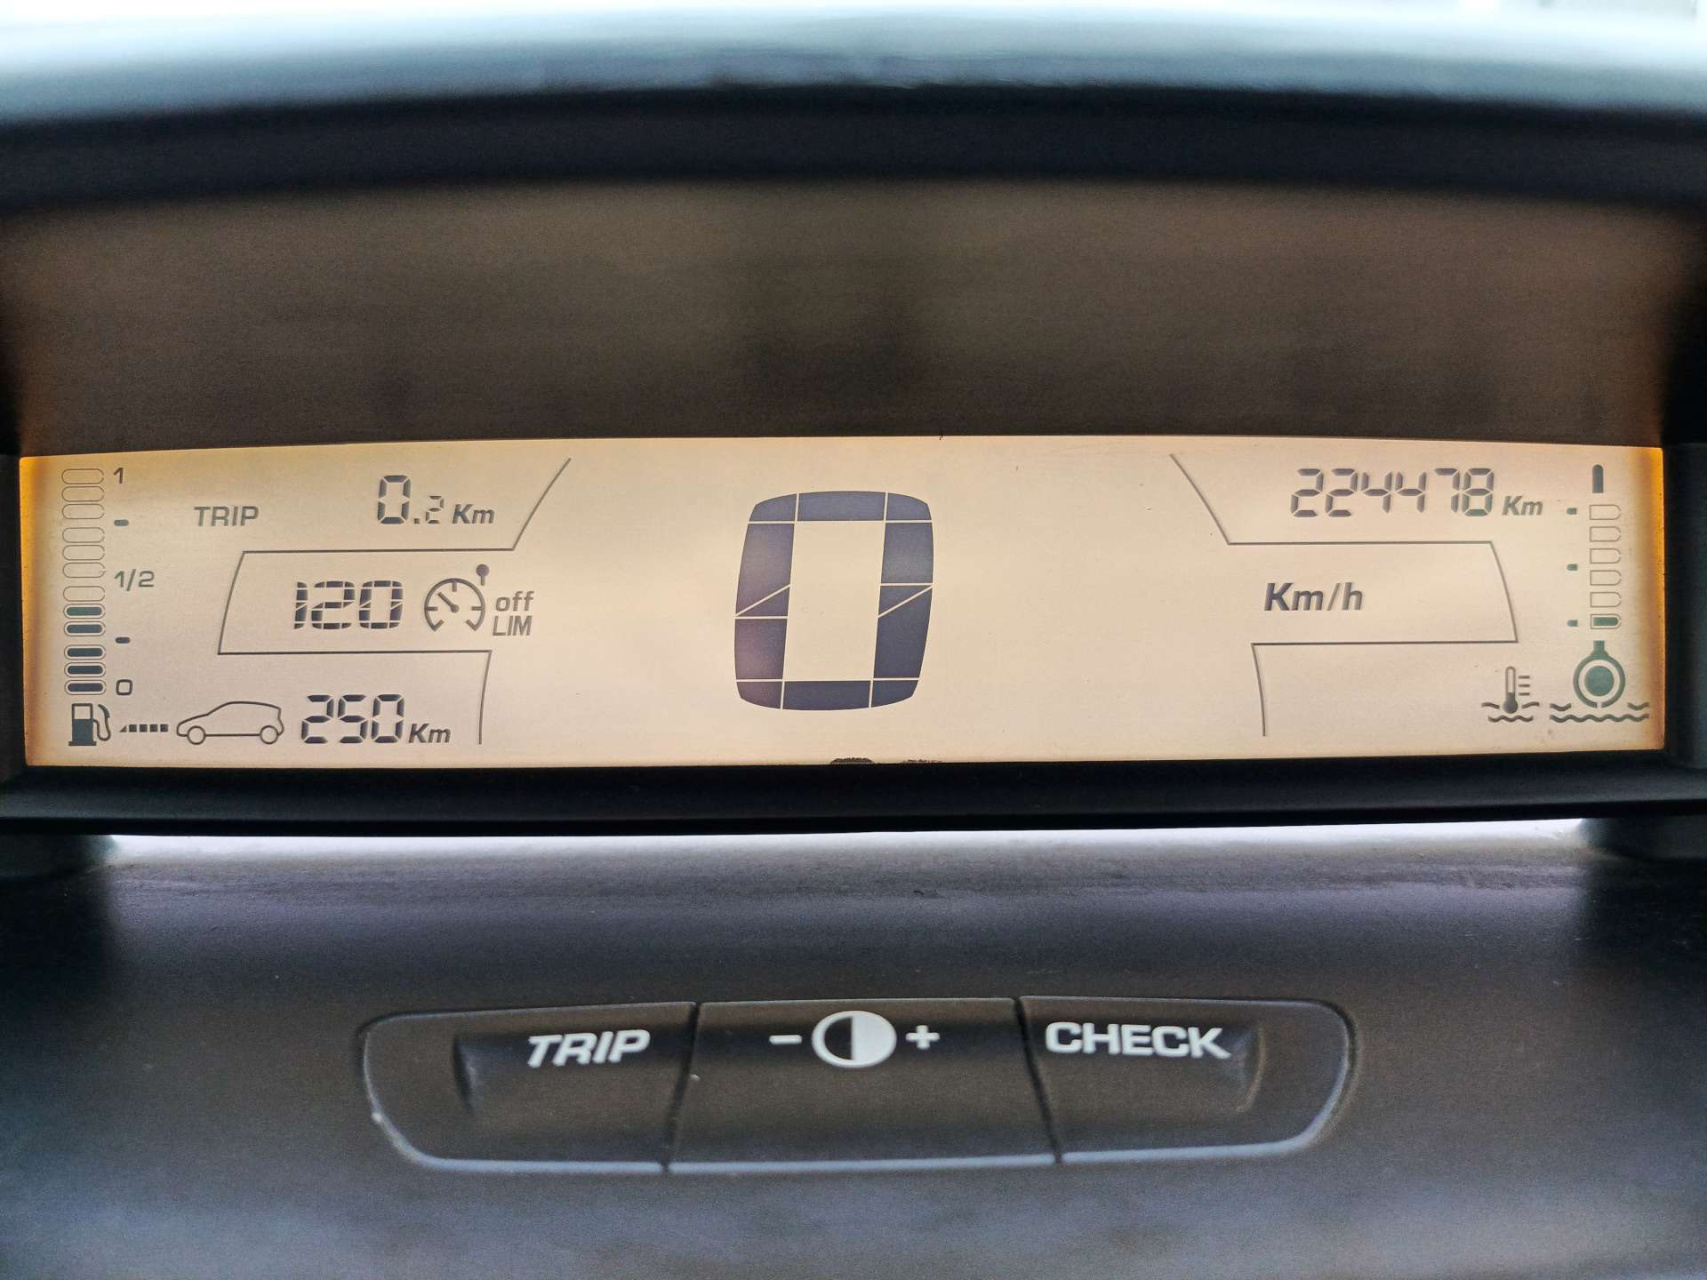 1
TRIP 0.2 Km
224478 Km
1/2
120 off
LIM
Km/h
0
0
250 Km
TRIP - + CHECK